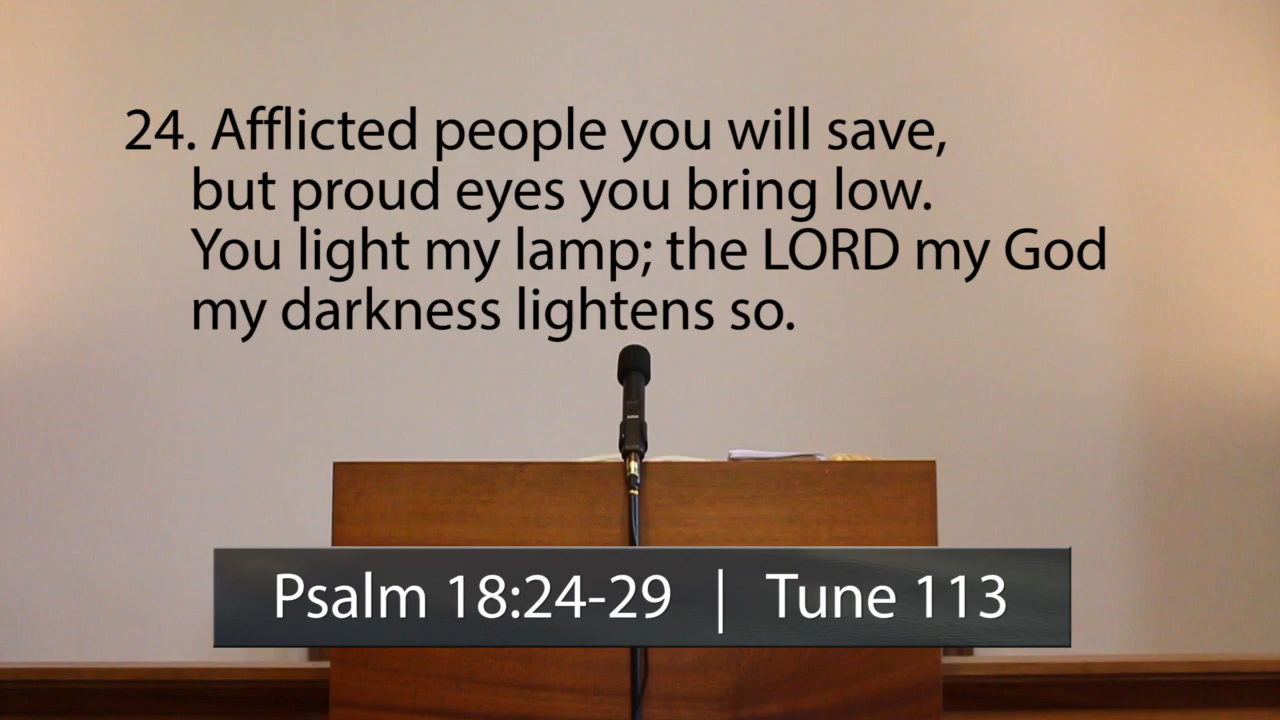 24. Afflicted people you will save,
but proud eyes you bring low.
You light my lamp; the LORD my God
my darkness lightens so.
Psalm 18:24-29 | Tune 113